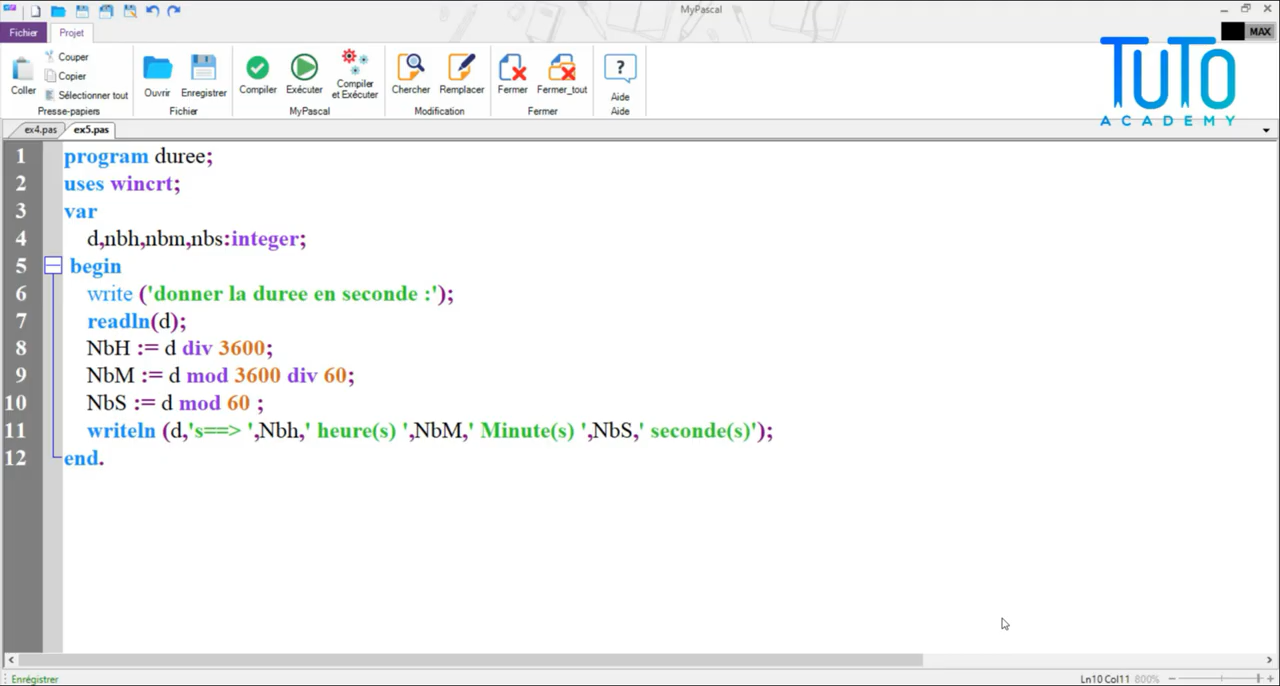 MyPascal
Fichier Projet MAX
Couper
Copier
Sélectionner tout
Coller
Presse-papiers
Ouvrir Enregistrer
Fichier
Compiler Exécuter Compiler et Exécuter
MyPascal
Chercher Remplacer
Modification
Fermer Fermer_tout
Fermer
Aide
Aide
TUTO
ACADEMY
ex4.pas ex5.pas
1 program duree;
2 uses wincrt;
3 var
4 d,nbh,nbm,nbs:integer;
5 begin
6 write ('donner la duree en seconde :');
7 readln(d);
8 NbH := d div 3600;
9 NbM := d mod 3600 div 60;
10 NbS := d mod 60 ;
11 writeln (d,'s==> ',Nbh,' heure(s) ',NbM,' Minute(s) ',NbS,' seconde(s)');
12 end.
Enrégistrer Ln10 Col11 800%